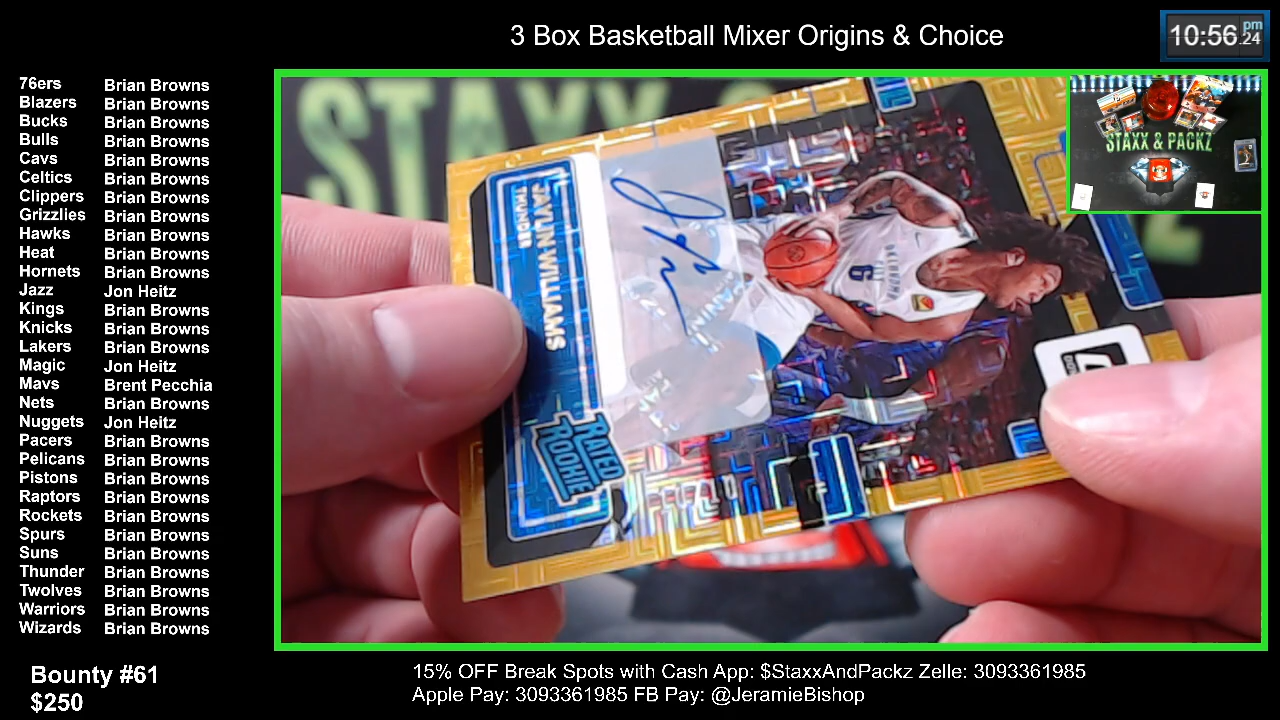 3 Box Basketball Mixer Origins & Choice
10:56 pm
.24
76ers Brian Browns
Blazers Brian Browns
Bucks Brian Browns
Bulls Brian Browns
Cavs Brian Browns
Celtics Brian Browns
Clippers Brian Browns
Grizzlies Brian Browns
Hawks Brian Browns
Heat Brian Browns
Hornets Brian Browns
Jazz Jon Heitz
Kings Brian Browns
Knicks Brian Browns
Lakers Brian Browns
Magic Jon Heitz
Mavs Brent Pecchia
Nets Brian Browns
Nuggets Jon Heitz
Pacers Brian Browns
Pelicans Brian Browns
Pistons Brian Browns
Raptors Brian Browns
Rockets Brian Browns
Spurs Brian Browns
Suns Brian Browns
Thunder Brian Browns
Twolves Brian Browns
Warriors Brian Browns
Wizards Brian Browns
STAXX &
STAXX & PACKZ
JAYLIN WILLIAMS
THUNDER
RATED
ROOKIE
OKLAHOMA
CITY
6
Bounty #61
$250
15% OFF Break Spots with Cash App: $StaxxAndPackz Zelle: 3093361985
Apple Pay: 3093361985 FB Pay: @JeramieBishop